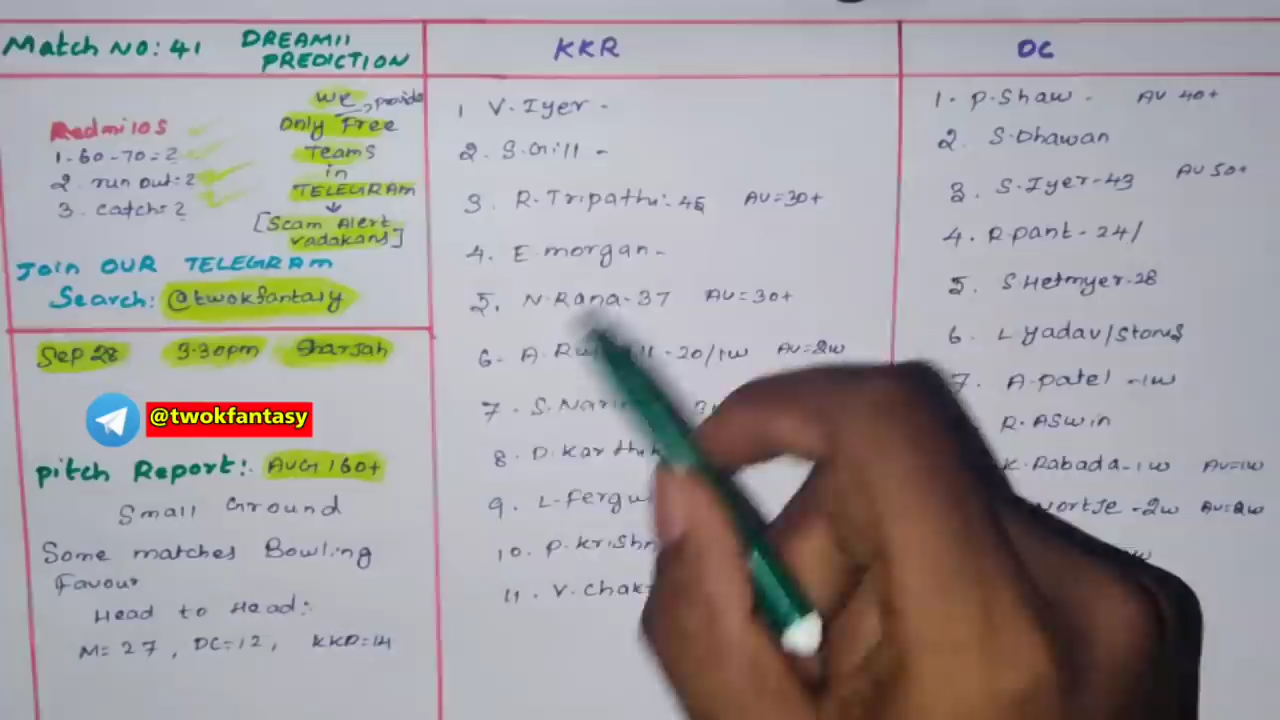 Match No: 41 DREAM11 PREDICTION
Redmi10S
1. 60-70=2
2. run out=2
3. catch=2
We provide
Only Free
Teams
in
TELEGRAM
[Scam Alert
vadakans]
Join OUR TELEGRAM
Search: @twokfantasy
Sep 28 3.30pm Sharjah
@twokfantasy
pitch Report: AUG 160+
Small Ground
Some matches Bowling
Favour
Head to Head:
M=27, DC=12, KKD=14
KKR
1 V. Iyer -
2. S. Gill -
3. R. Tripathi: 45 AV=30+
4. E morgan -
5. N. Rana - 37 AV=30+
6. A. Ru - 20/1w AV=2w
7. S. Nari
8 D. Karthik
9. L. Fergu
10. P. Krishn
11. V. Chak
DC
1. P. Shaw - AV 40+
2. S. Dhawan
3. S. Iyer - 43 AV 50+
4. R pant - 24/
5. S Hetmyer - 28
6. L yadav/Stonis
7. A. patel - 1w
R. ASwin
K. Rabada - 1w AV=1w
Nortje - 2w AV=2w